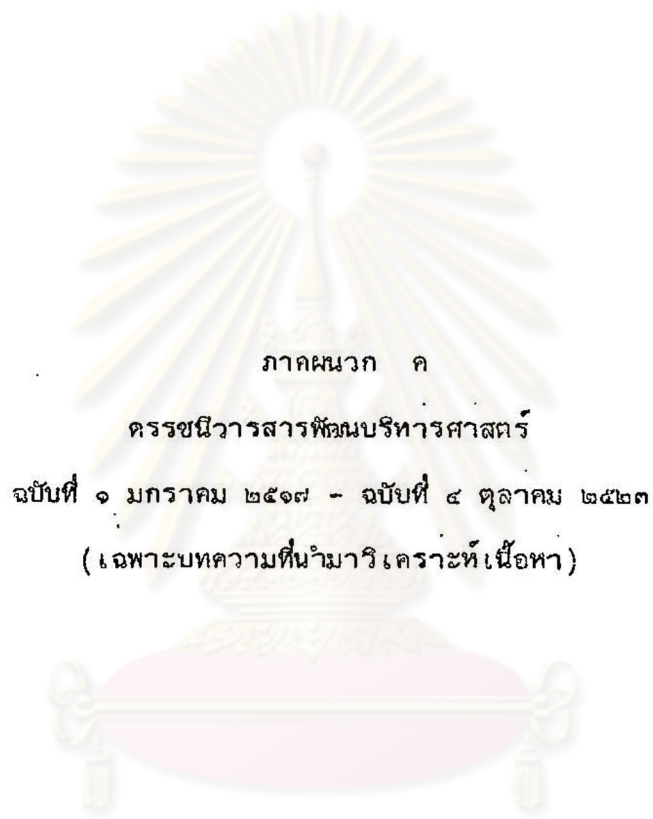 ภาคผนวก ค
ดรรชนีวารสารพัฒนบริหารศาสตร์
ฉบับที่ ๑ มกราคม ๒๕๑๗ - ฉบับที่ ๔ ตุลาคม ๒๕๒๓
(เฉพาะบทความที่นำมาวิเคราะห์เนื้อหา)